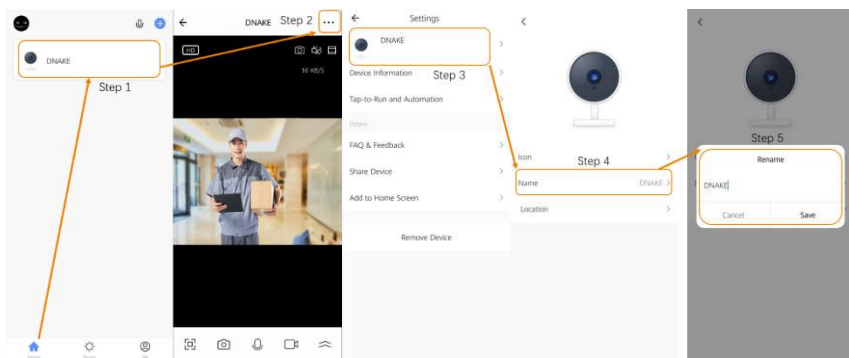 DNAKE
Step 1
DNAKE
Step 2
HD
16 KB/S
Settings
DNAKE
Step 3
Device Information
Tap-to-Run and Automation
Others
FAQ & Feedback
Share Device
Add to Home Screen
Remove Device
Icon
Step 4
Name
DNAKE
Location
Step 5
Rename
DNAKE
Cancel
Save